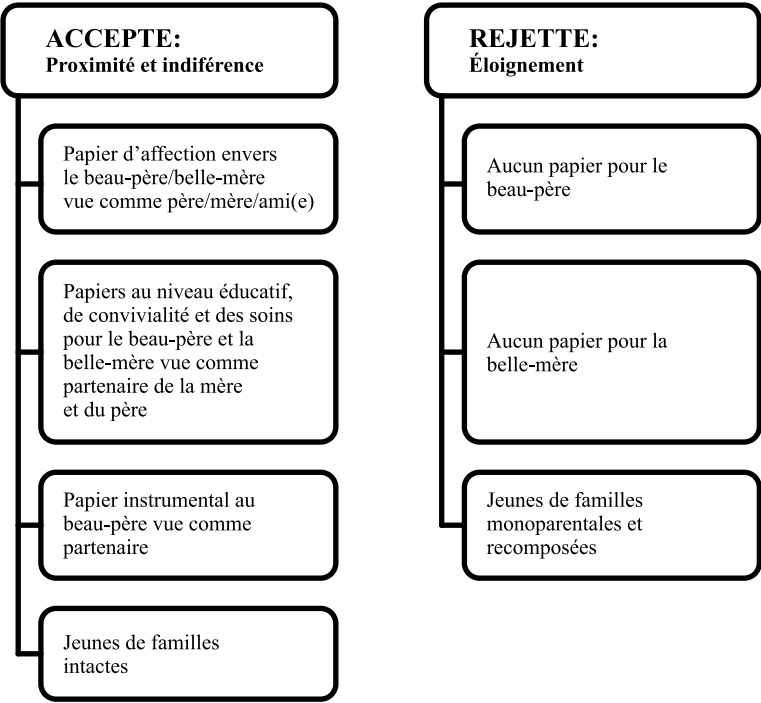 ACCEPTE:
Proximité et indiférence
Papier d’affection envers
le beau-père/belle-mère
vue comme père/mère/ami(e)
Papiers au niveau éducatif,
de convivialité et des soins
pour le beau-père et la
belle-mère vue comme
partenaire de la mère
et du père
Papier instrumental au
beau-père vue comme
partenaire
Jeunes de familles
intactes
REJETTE:
Éloignement
Aucun papier pour le
beau-père
Aucun papier pour la
belle-mère
Jeunes de familles
monoparentales et
recomposées